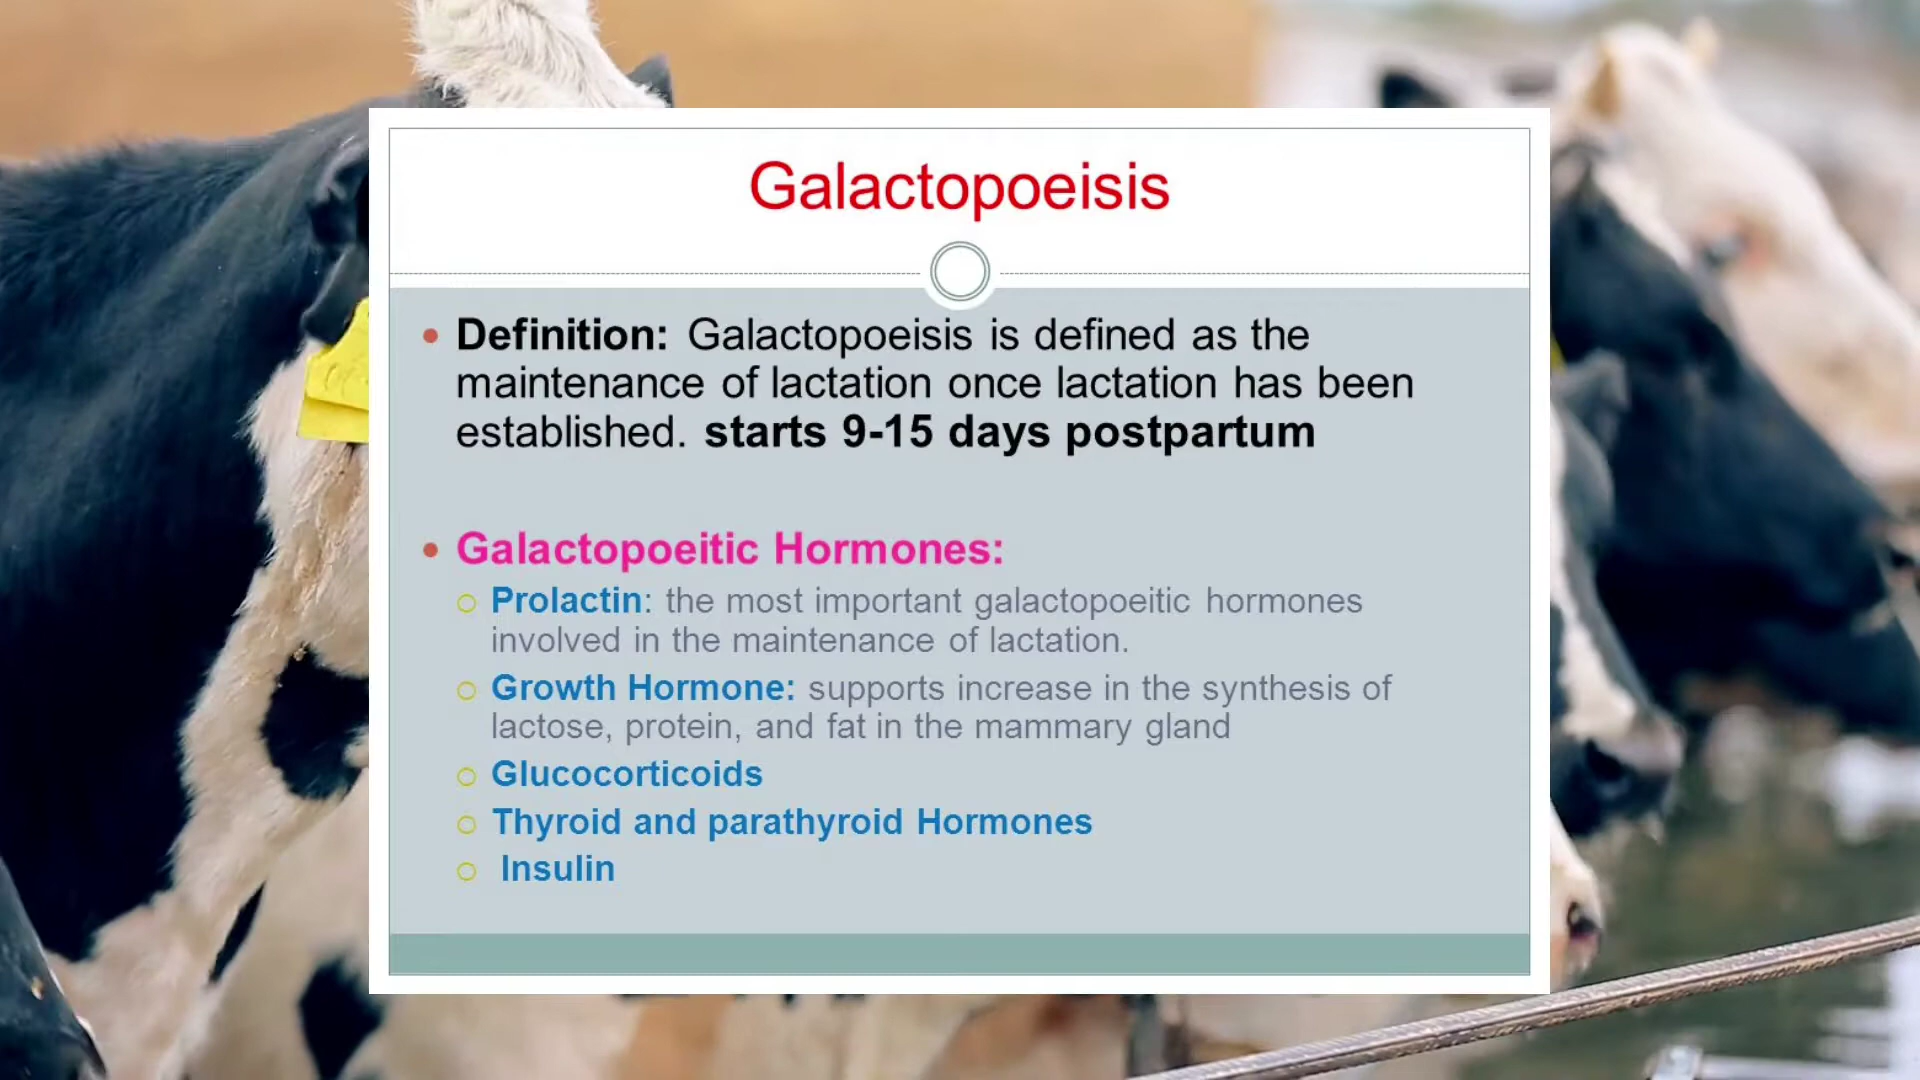 Galactopoeisis
Definition: Galactopoeisis is defined as the
maintenance of lactation once lactation has been
established. starts 9-15 days postpartum
Galactopoeitic Hormones:
Prolactin: the most important galactopoeitic hormones
involved in the maintenance of lactation.
Growth Hormone: supports increase in the synthesis of
lactose, protein, and fat in the mammary gland
Glucocorticoids
Thyroid and parathyroid Hormones
Insulin